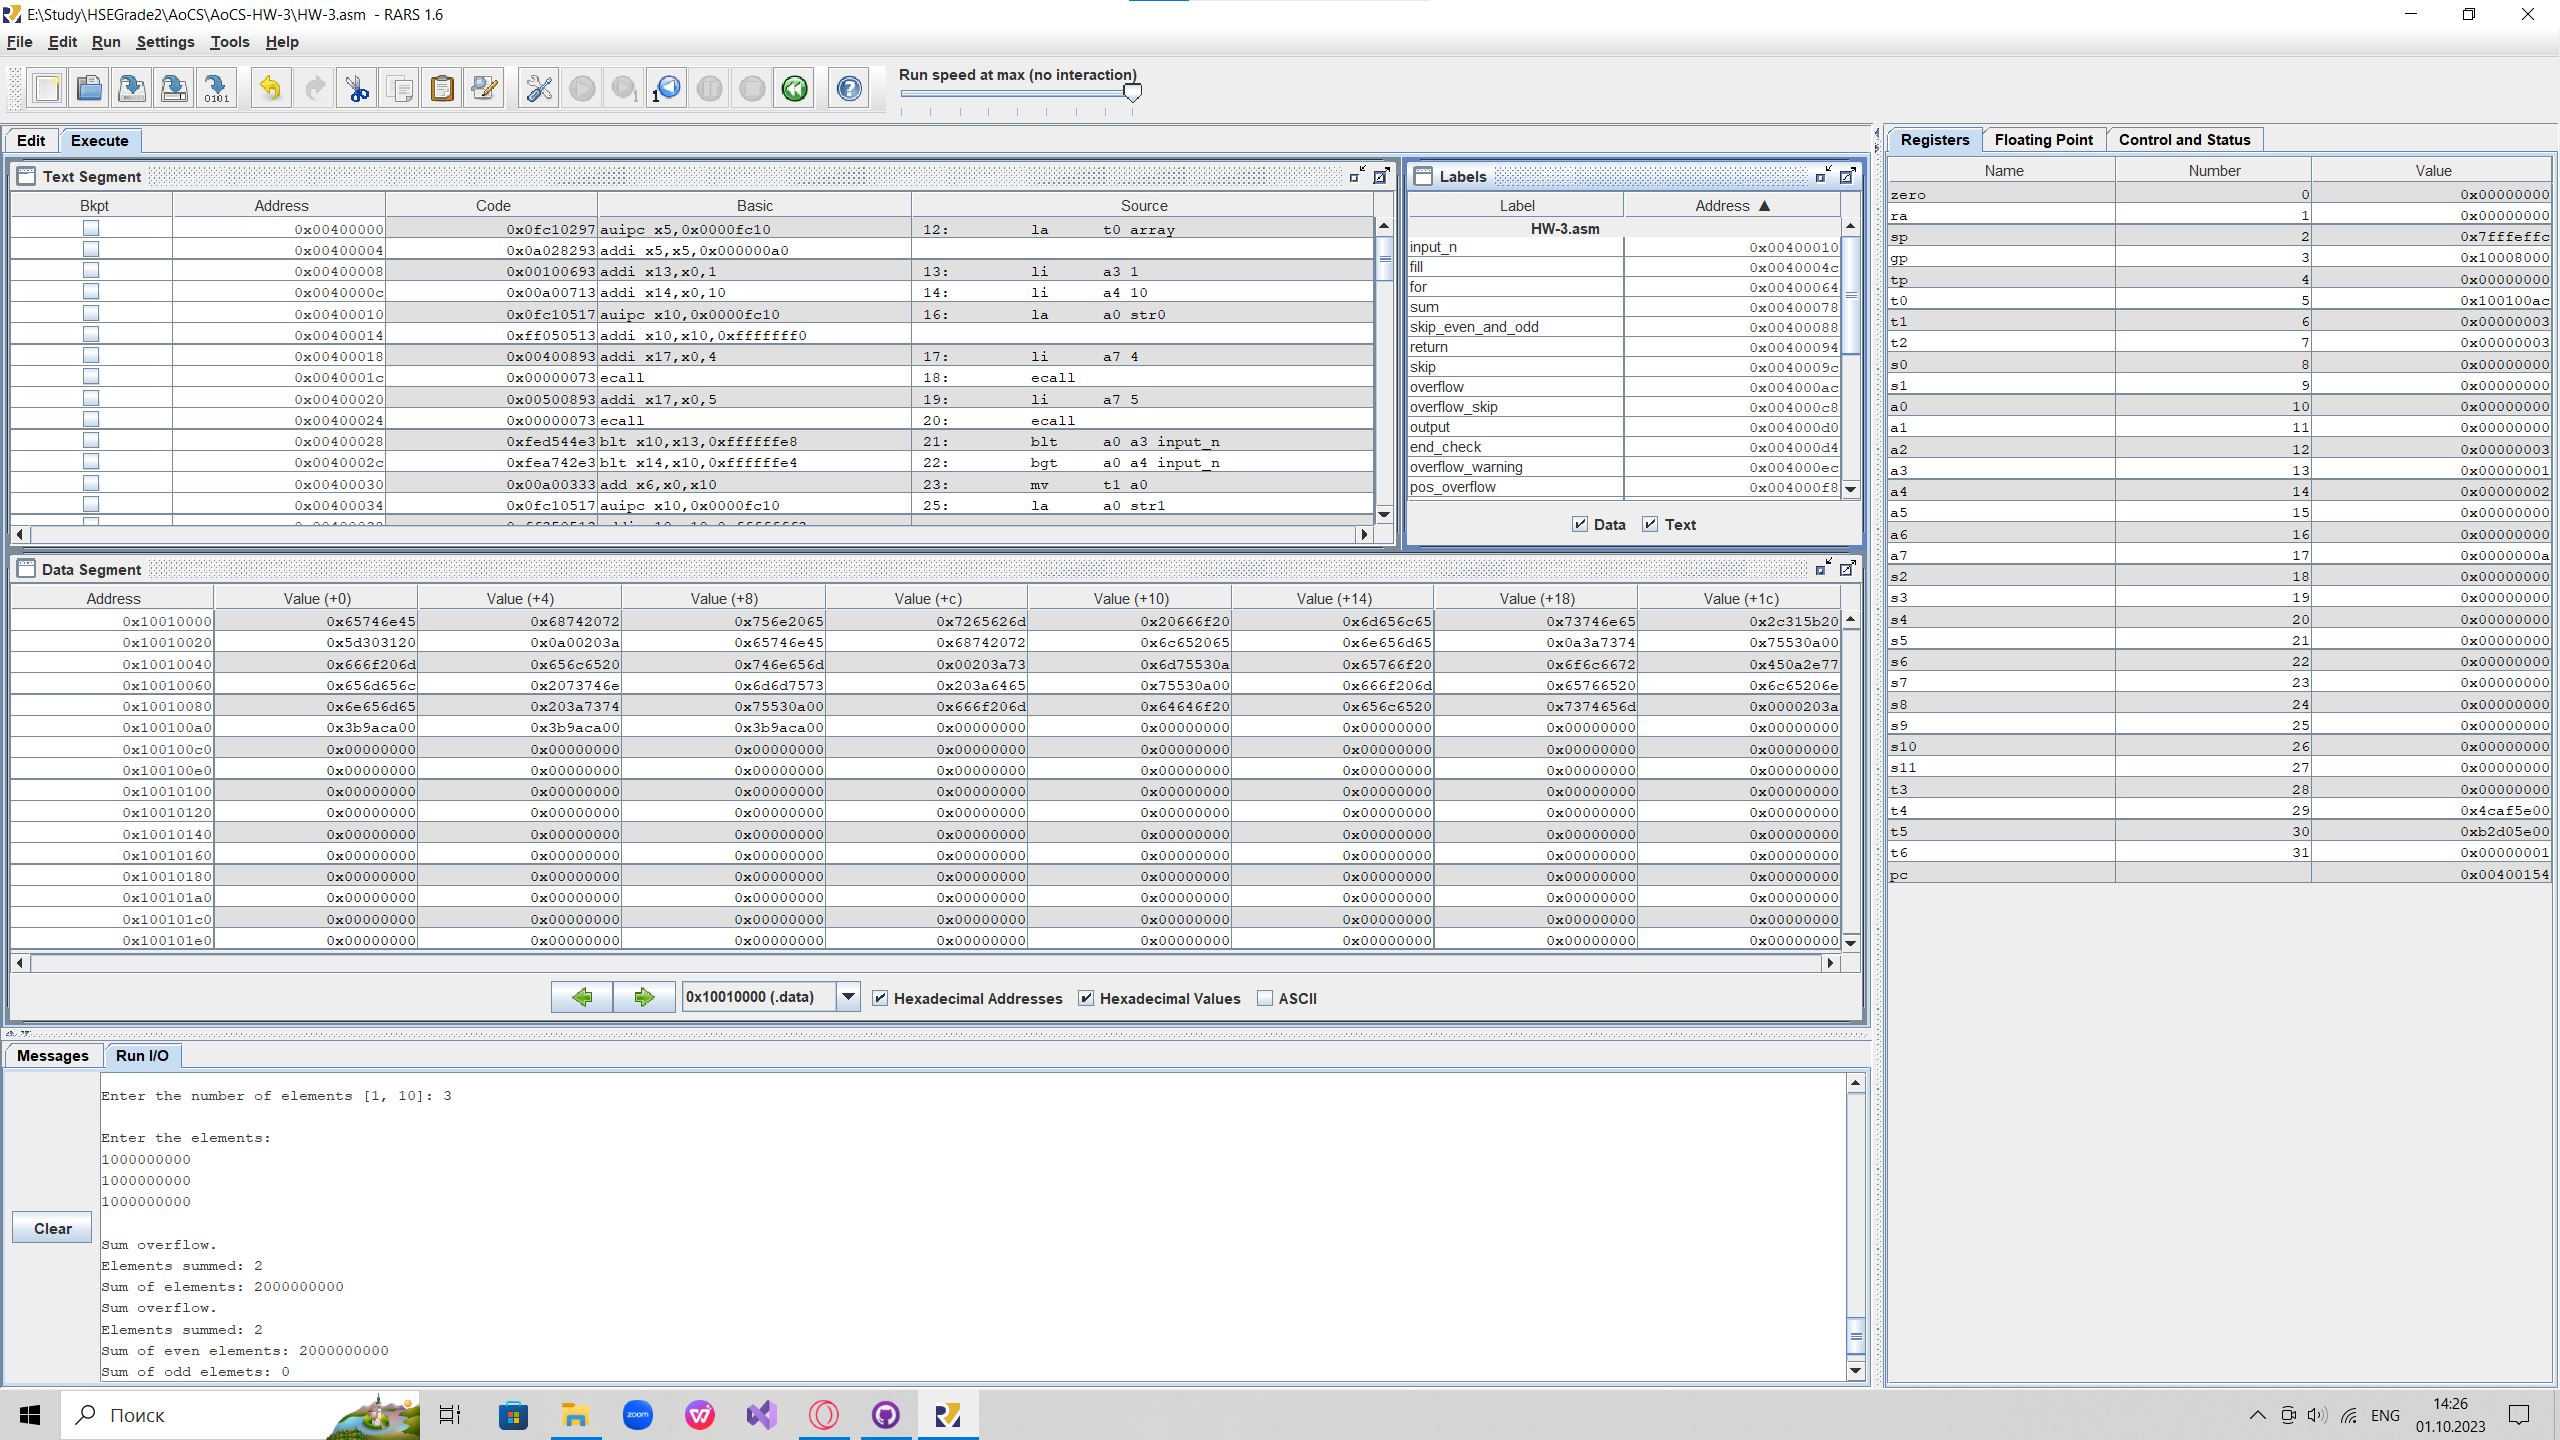 E:\Study\HSEGrade2\AoCS\AoCS-HW-3\HW-3.asm - RARS 1.6
File Edit Run Settings Tools Help
Run speed at max (no interaction)
Edit Execute
Text Segment
Bkpt Address Code Basic Source
0x00400000 0x0fc10297 auipc x5,0x0000fc10 12: la t0 array
0x00400004 0x0a028293 addi x5,x5,0x000000a0
0x00400008 0x00100693 addi x13,x0,1 13: li a3 1
0x0040000c 0x00a00713 addi x14,x0,10 14: li a4 10
0x00400010 0x0fc10517 auipc x10,0x0000fc10 16: la a0 str0
0x00400014 0xff050513 addi x10,x10,0xfffffff0
0x00400018 0x00400893 addi x17,x0,4 17: li a7 4
0x0040001c 0x00000073 ecall 18: ecall
0x00400020 0x00500893 addi x17,x0,5 19: li a7 5
0x00400024 0x00000073 ecall 20: ecall
0x00400028 0xfed544e3 blt x10,x13,0xffffffe8 21: blt a0 a3 input_n
0x0040002c 0xfea742e3 blt x14,x10,0xffffffe4 22: bgt a0 a4 input_n
0x00400030 0x00a00333 add x6,x0,x10 23: mv t1 a0
0x00400034 0x0fc10517 auipc x10,0x0000fc10 25: la a0 str1
Labels
Label Address ▲
HW-3.asm
input_n 0x00400010
fill 0x0040004c
for 0x00400064
sum 0x00400078
skip_even_and_odd 0x00400088
return 0x00400094
skip 0x0040009c
overflow 0x004000ac
overflow_skip 0x004000c8
output 0x004000d0
end_check 0x004000d4
overflow_warning 0x004000ec
pos_overflow 0x004000f8
Data Text
Data Segment
Address Value (+0) Value (+4) Value (+8) Value (+c) Value (+10) Value (+14) Value (+18) Value (+1c)
0x10010000 0x65746e45 0x68742072 0x756e2065 0x7265626d 0x20666f20 0x6d656c65 0x73746e65 0x2c315b20
0x10010020 0x5d303120 0x0a00203a 0x65746e45 0x68742072 0x6c652065 0x6e656d65 0x0a3a7374 0x75530a00
0x10010040 0x666f206d 0x656c6520 0x746e656d 0x00203a73 0x6d75530a 0x65766f20 0x6f6c6672 0x450a2e77
0x10010060 0x656d656c 0x2073746e 0x6d6d7573 0x203a6465 0x75530a00 0x666f206d 0x65766520 0x6c65206e
0x10010080 0x6e656d65 0x203a7374 0x75530a00 0x666f206d 0x64646f20 0x656c6520 0x7374656d 0x0000203a
0x100100a0 0x3b9aca00 0x3b9aca00 0x3b9aca00 0x00000000 0x00000000 0x00000000 0x00000000 0x00000000
0x100100c0 0x00000000 0x00000000 0x00000000 0x00000000 0x00000000 0x00000000 0x00000000 0x00000000
0x100100e0 0x00000000 0x00000000 0x00000000 0x00000000 0x00000000 0x00000000 0x00000000 0x00000000
0x10010100 0x00000000 0x00000000 0x00000000 0x00000000 0x00000000 0x00000000 0x00000000 0x00000000
0x10010120 0x00000000 0x00000000 0x00000000 0x00000000 0x00000000 0x00000000 0x00000000 0x00000000
0x10010140 0x00000000 0x00000000 0x00000000 0x00000000 0x00000000 0x00000000 0x00000000 0x00000000
0x10010160 0x00000000 0x00000000 0x00000000 0x00000000 0x00000000 0x00000000 0x00000000 0x00000000
0x10010180 0x00000000 0x00000000 0x00000000 0x00000000 0x00000000 0x00000000 0x00000000 0x00000000
0x100101a0 0x00000000 0x00000000 0x00000000 0x00000000 0x00000000 0x00000000 0x00000000 0x00000000
0x100101c0 0x00000000 0x00000000 0x00000000 0x00000000 0x00000000 0x00000000 0x00000000 0x00000000
0x100101e0 0x00000000 0x00000000 0x00000000 0x00000000 0x00000000 0x00000000 0x00000000 0x00000000
0x10010000 (.data) Hexadecimal Addresses Hexadecimal Values ASCII
Messages Run I/O
Clear
Enter the number of elements [1, 10]: 3
Enter the elements:
1000000000
1000000000
1000000000
Sum overflow.
Elements summed: 2
Sum of elements: 2000000000
Sum overflow.
Elements summed: 2
Sum of even elements: 2000000000
Sum of odd elemets: 0
Registers Floating Point Control and Status
Name Number Value
zero 0 0x00000000
ra 1 0x00000000
sp 2 0x7fffeffc
gp 3 0x10008000
tp 4 0x00000000
t0 5 0x100100ac
t1 6 0x00000003
t2 7 0x00000003
s0 8 0x00000000
s1 9 0x00000000
a0 10 0x00000000
a1 11 0x00000000
a2 12 0x00000003
a3 13 0x00000001
a4 14 0x00000002
a5 15 0x00000000
a6 16 0x00000000
a7 17 0x0000000a
s2 18 0x00000000
s3 19 0x00000000
s4 20 0x00000000
s5 21 0x00000000
s6 22 0x00000000
s7 23 0x00000000
s8 24 0x00000000
s9 25 0x00000000
s10 26 0x00000000
s11 27 0x00000000
t3 28 0x00000000
t4 29 0x4caf5e00
t5 30 0xb2d05e00
t6 31 0x00000001
pc 0x00400154
Поиск
zoom
ENG
14:26
01.10.2023